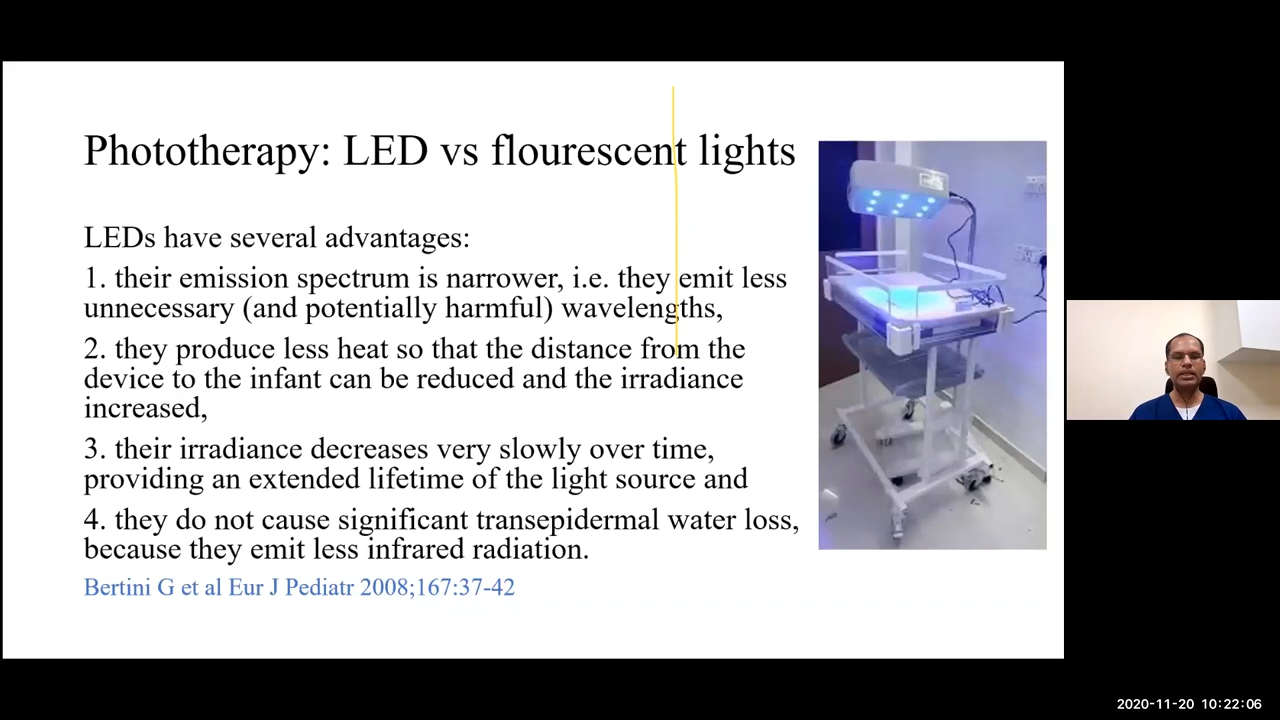 Phototherapy: LED vs flourescent lights
LEDs have several advantages:
1. their emission spectrum is narrower, i.e. they emit less
unnecessary (and potentially harmful) wavelengths,
2. they produce less heat so that the distance from the
device to the infant can be reduced and the irradiance
increased,
3. their irradiance decreases very slowly over time,
providing an extended lifetime of the light source and
4. they do not cause significant transepidermal water loss,
because they emit less infrared radiation.
Bertini G et al Eur J Pediatr 2008;167:37-42
2020-11-20 10:22:06